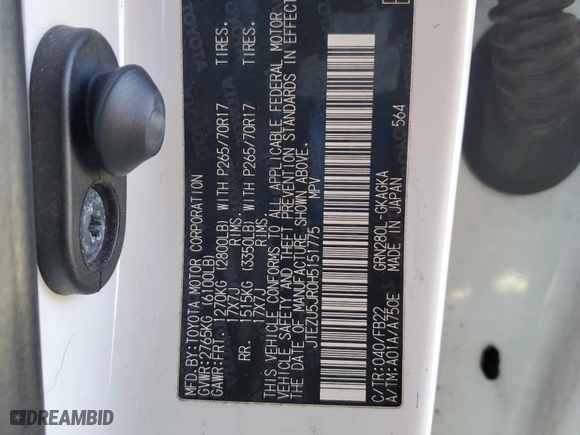 MFD.BY:TOYOTA MOTOR CORPORATION
GVWR:2765KG (6100LB)
GAWR:FRT. 1270KG (2800LB) WITH P265/70R17 TIRES.
17X7J RIMS.
RR. 1515KG (3350LB) WITH P265/70R17 TIRES.
17X7J RIMS.
THIS VEHICLE CONFORMS TO ALL APPLICABLE FEDERAL MOTOR
VEHICLE SAFETY AND THEFT PREVENTION STANDARDS IN EFFECT
ON THE DATE OF MANUFACTURE SHOWN ABOVE.
JTEZU5JR0H5151775 MPV
564
C/TR:040/FB22 GRN280L-GKAGKA
A/TM:A01A/A750E MADE IN JAPAN
DREAMBID